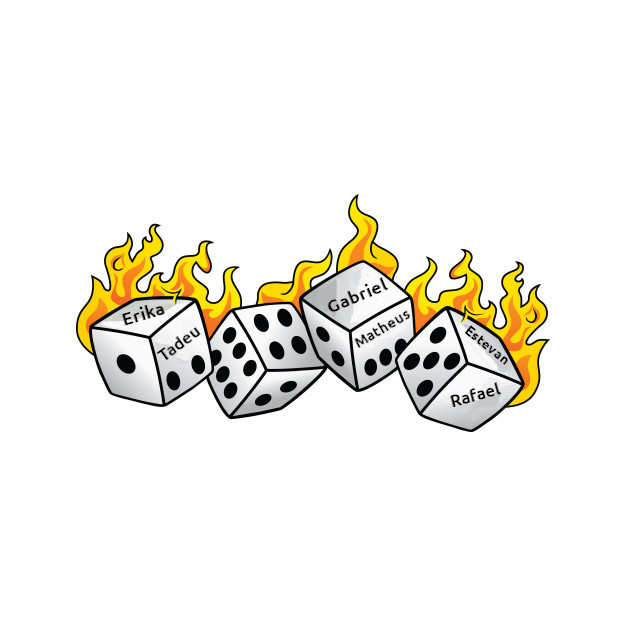 Erika
Tadeu
Gabriel
Matheus
Estevan
Rafael